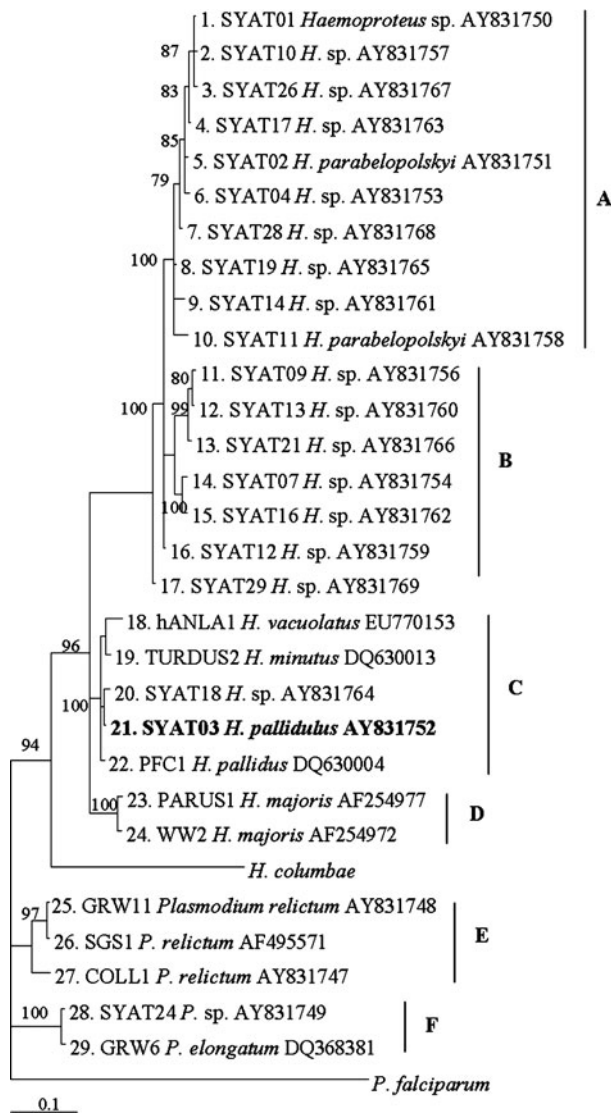 1. SYAT01 Haemoproteus sp. AY831750
87
2. SYAT10 H. sp. AY831757
83
3. SYAT26 H. sp. AY831767
4. SYAT17 H. sp. AY831763
85
5. SYAT02 H. parabelopolskyi AY831751
79
6. SYAT04 H. sp. AY831753
A
7. SYAT28 H. sp. AY831768
100
8. SYAT19 H. sp. AY831765
9. SYAT14 H. sp. AY831761
10. SYAT11 H. parabelopolskyi AY831758
80
11. SYAT09 H. sp. AY831756
100
99
12. SYAT13 H. sp. AY831760
13. SYAT21 H. sp. AY831766
B
14. SYAT07 H. sp. AY831754
100
15. SYAT16 H. sp. AY831762
16. SYAT12 H. sp. AY831759
17. SYAT29 H. sp. AY831769
18. hANLA1 H. vacuolatus EU770153
96
19. TURDUS2 H. minutus DQ630013
C
20. SYAT18 H. sp. AY831764
100
21. SYAT03 H. pallidulus AY831752
94
22. PFC1 H. pallidus DQ630004
100
23. PARUS1 H. majoris AF254977
D
24. WW2 H. majoris AF254972
H. columbae
25. GRW11 Plasmodium relictum AY831748
97
26. SGS1 P. relictum AF495571
E
27. COLL1 P. relictum AY831747
100
28. SYAT24 P. sp. AY831749
F
29. GRW6 P. elongatum DQ368381
P. falciparum
0.1